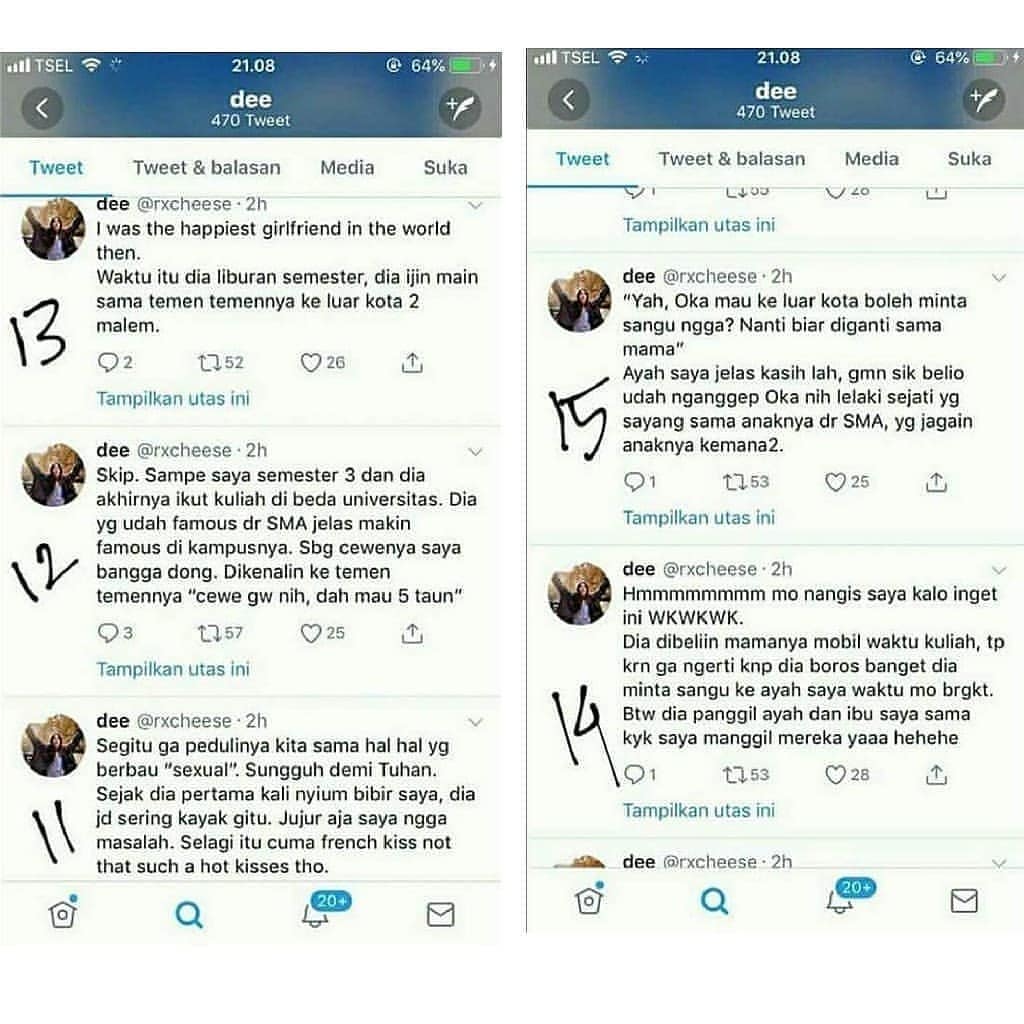 TSEL 21.08 64%
dee
470 Tweet
Tweet Tweet & balasan Media Suka
dee @rxcheese · 2h
I was the happiest girlfriend in the world
then.
Waktu itu dia liburan semester, dia ijin main
sama temen temennya ke luar kota 2
malem.
13
2 52 26
Tampilkan utas ini
dee @rxcheese · 2h
Skip. Sampe saya semester 3 dan dia
akhirnya ikut kuliah di beda universitas. Dia
yg udah famous dr SMA jelas makin
famous di kampusnya. Sbg cewenya saya
bangga dong. Dikenalin ke temen
temennya "cewe gw nih, dah mau 5 taun"
12
3 57 25
Tampilkan utas ini
dee @rxcheese · 2h
Segitu ga pedulinya kita sama hal hal yg
berbau "sexual". Sungguh demi Tuhan.
Sejak dia pertama kali nyium bibir saya, dia
jd sering kayak gitu. Jujur aja saya ngga
masalah. Selagi itu cuma french kiss not
that such a hot kisses tho.
11
20+
TSEL 21.08 64%
dee
470 Tweet
Tweet Tweet & balasan Media Suka
1 53 28
Tampilkan utas ini
dee @rxcheese · 2h
"Yah, Oka mau ke luar kota boleh minta
sangu ngga? Nanti biar diganti sama
mama"
Ayah saya jelas kasih lah, gmn sik belio
udah nganggep Oka nih lelaki sejati yg
sayang sama anaknya dr SMA, yg jagain
anaknya kemana2.
15
1 53 25
Tampilkan utas ini
dee @rxcheese · 2h
Hmmmmmmmm mo nangis saya kalo inget
ini WKWKWK.
Dia dibeliin mamanya mobil waktu kuliah, tp
krn ga ngerti knp dia boros banget dia
minta sangu ke ayah saya waktu mo brgkt.
Btw dia panggil ayah dan ibu saya sama
kyk saya manggil mereka yaaa hehehe
14
1 53 28
Tampilkan utas ini
dee @rxcheese · 2h
20+